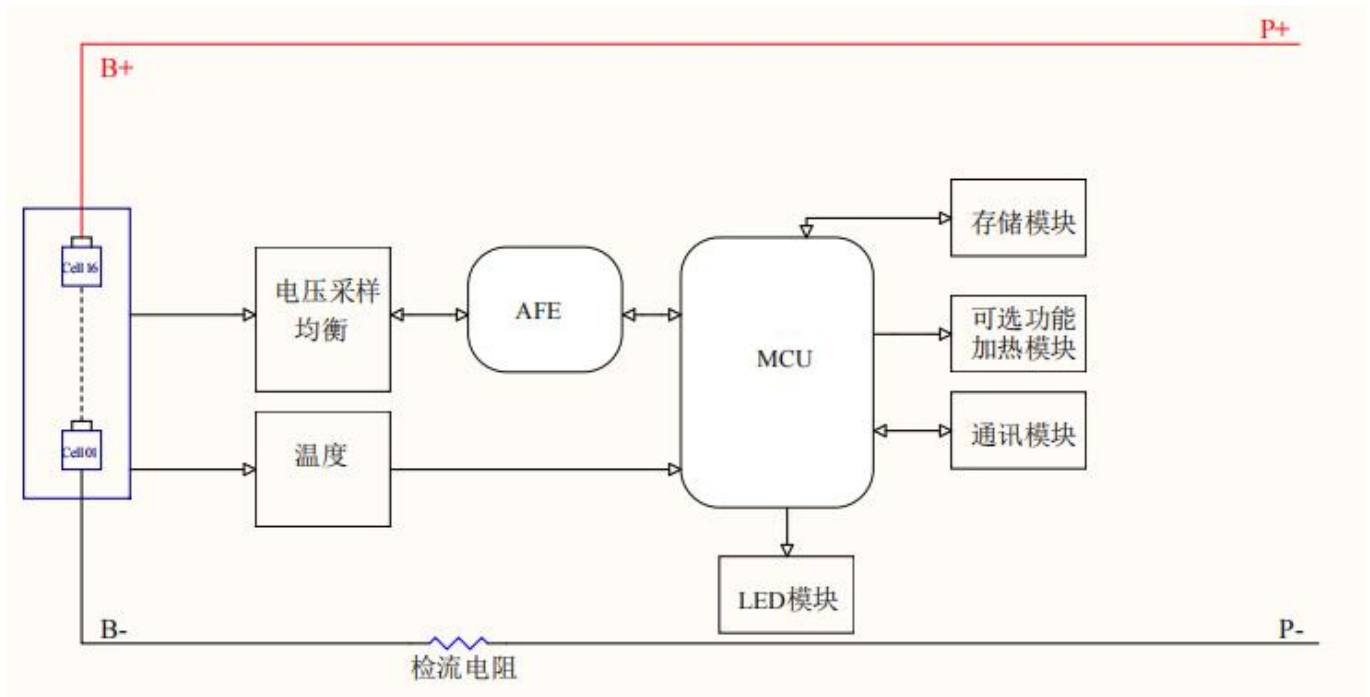 P+
B+
存储模块
Cell 16
电压采样
均衡
AFE
可选功能
加热模块
MCU
通讯模块
Cell 01
温度
LED模块
B-
P-
检流电阻